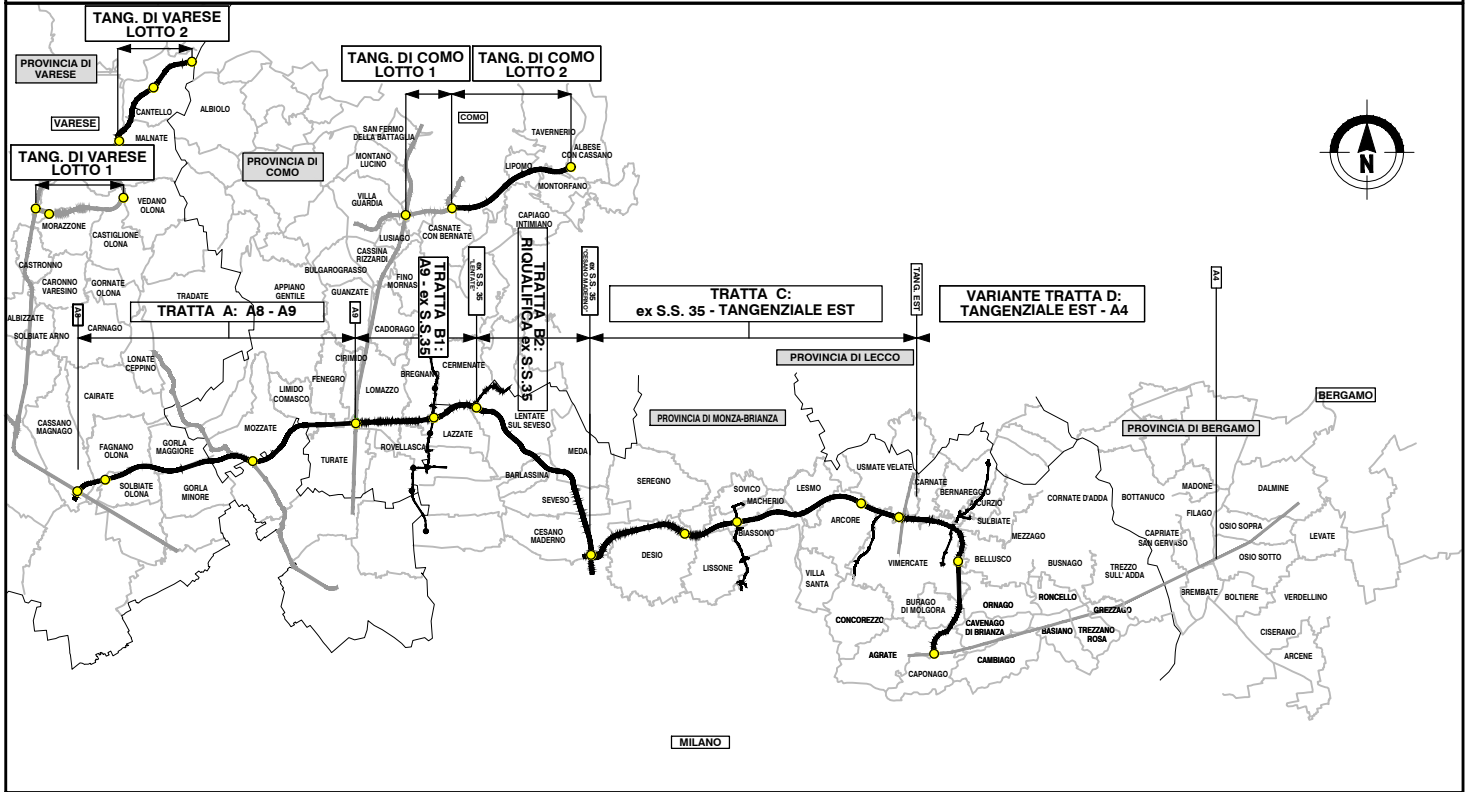 TANG. DI VARESE
LOTTO 2
PROVINCIA DI
VARESE
CANTELLO
ALBIOLO
VARESE
MALNATE
TANG. DI VARESE
LOTTO 1
PROVINCIA DI
COMO
TANG. DI COMO
LOTTO 1
TANG. DI COMO
LOTTO 2
COMO
SAN FERMO
DELLA BATTAGLIA
MONTANO
LUCINO
VILLA
GUARDIA
TAVERNERIO
ALBESE
CON CASSANO
LIPOMO
MONTORFANO
N
VEDANO
OLONA
MORAZZONE
CASTIGLIONE
OLONA
LUSIAGO
CASNATE
CON BERNATE
CAPIAGO
INTIMIANO
CASTRONNO
CARONNO
VARESINO
GORNATE
OLONA
CASSINA
RIZZARDI
BULGAROGRASSO
FINO
MORNAS
APPIANO
GENTILE
GUANZATE
TRADATE
ALBIZZATE
SOLBIATE ARNO
CARNAGO
A8
TRATTA A: A8 - A9
A9
CADORAGO
TRATTA B1:
A9 - ex S.S.35
ex S.S. 35
"LENTATE"
TRATTA B2:
RIQUALIFICA ex S.S.35
ex S.S. 35
"CESANO MADERNO"
TRATTA C:
ex S.S. 35 - TANGENZIALE EST
TANG. EST
VARIANTE TRATTA D:
TANGENZIALE EST - A4
A4
LONATE
CEPPINO
CIRIMIDO
FENEGRO
BREGNANO
CERMENATE
PROVINCIA DI LECCO
CAIRATE
LIMIDO
COMASCO
LOMAZZO
CASSANO
MAGNAGO
MOZZATE
LAZZATE
LENTATE
SUL SEVESO
PROVINCIA DI MONZA-BRIANZA
BERGAMO
PROVINCIA DI BERGAMO
FAGNANO
OLONA
GORLA
MAGGIORE
TURATE
ROVELLASCA
MEDA
SOLBIATE
OLONA
GORLA
MINORE
BARLASSINA
SEVESO
SEREGNO
SOVICO
MACHERIO
LESMO
USMATE VELATE
CARNATE
BERNAREGGIO
AICURZIO
SULBIATE
CORNATE D'ADDA
BOTTANUCO
MADONE
FILAGO
DALMINE
CESANO
MADERNO
DESIO
BIASSONO
ARCORE
MEZZAGO
CAPRIATE
SAN GERVASO
OSIO SOPRA
LEVATE
LISSONE
VILLA
SANTA
VIMERCATE
BELLUSCO
BUSNAGO
TREZZO
SULL' ADDA
OSIO SOTTO
CONCOREZZO
BURAGO
DI MOLGORA
ORNAGO
RONCELLO
GREZZAGO
BREMBATE
BOLTIERE
VERDELLINO
CAVENAGO
DI BRIANZA
BASIANO
TREZZANO
ROSA
CISERANO
AGRATE
CAMBIAGO
ARCENE
CAPONAGO
MILANO